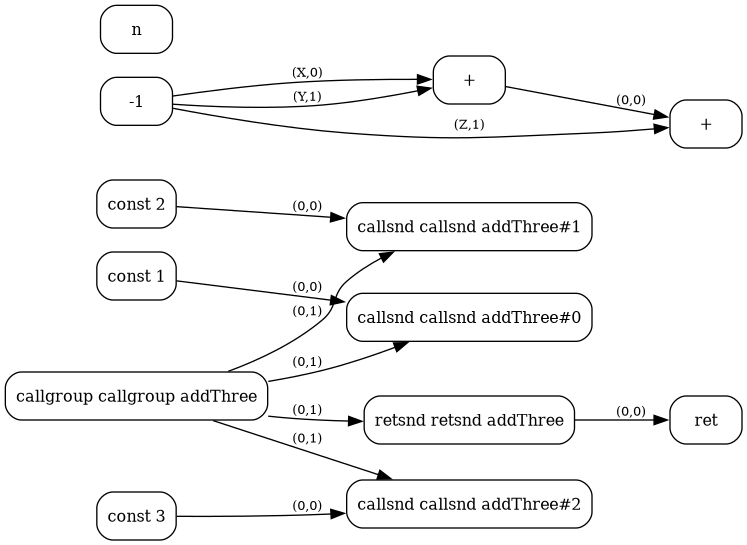 n
-1
(X,0)
(Y,1)
(Z,1)
+
(0,0)
+
const 2
(0,0)
callsnd callsnd addThree#1
const 1
(0,0)
(0,1)
callsnd callsnd addThree#0
callgroup callgroup addThree
(0,1)
(0,1)
(0,1)
retsnd retsnd addThree
(0,0)
ret
const 3
(0,0)
callsnd callsnd addThree#2